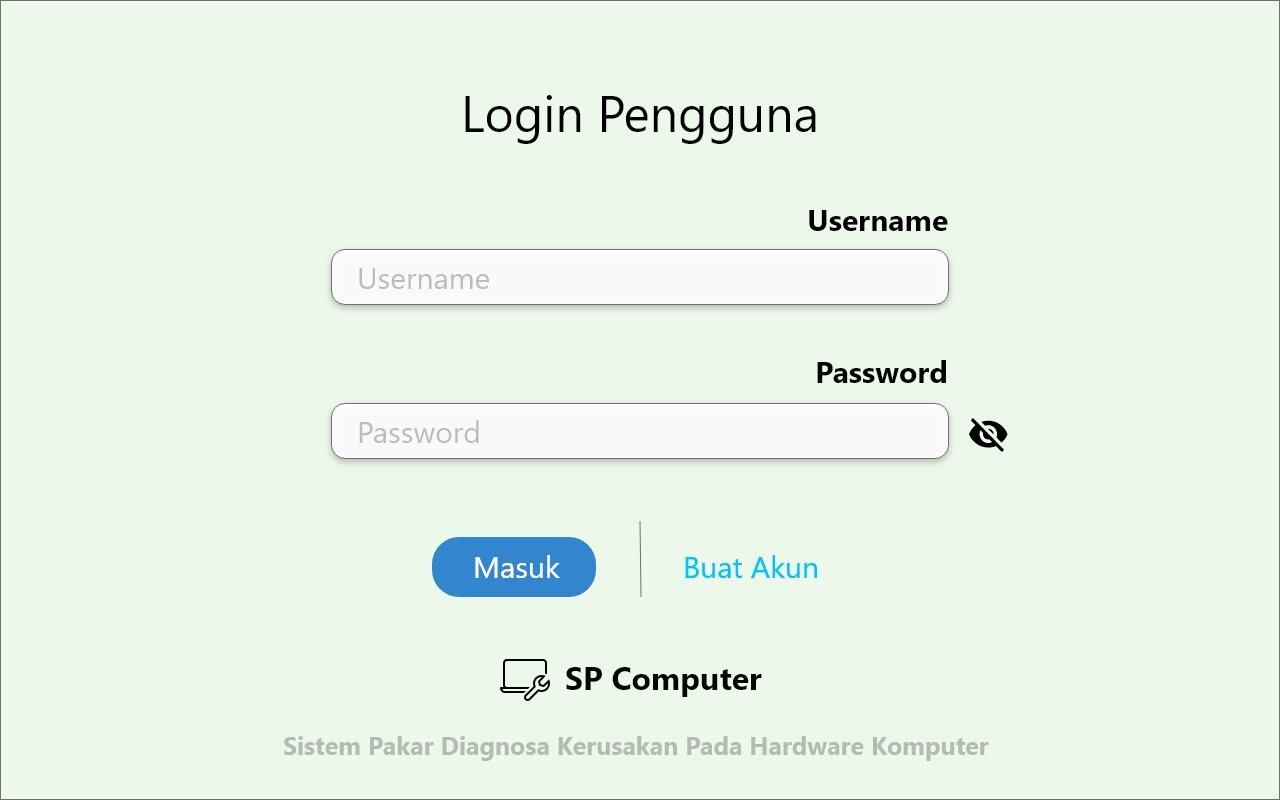 Login Pengguna
Username
Username
Password
Password
Masuk
Buat Akun
SP Computer
Sistem Pakar Diagnosa Kerusakan Pada Hardware Komputer